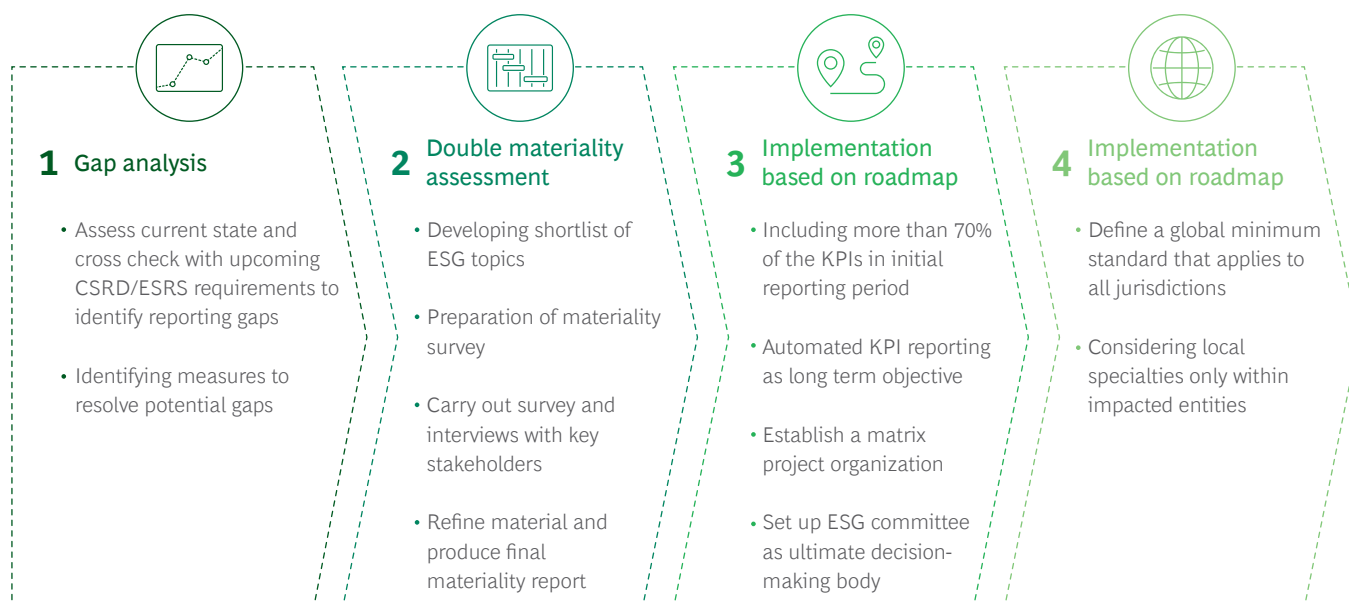 1 Gap analysis
• Assess current state and
cross check with upcoming
CSRD/ESRS requirements to
identify reporting gaps
• Identifying measures to
resolve potential gaps
2 Double materiality
assessment
• Developing shortlist of
ESG topics
• Preparation of materiality
survey
• Carry out survey and
interviews with key
stakeholders
• Refine material and
produce final
materiality report
3 Implementation
based on roadmap
• Including more than 70%
of the KPIs in initial
reporting period
• Automated KPI reporting
as long term objective
• Establish a matrix
project organization
• Set up ESG committee
as ultimate decision-
making body
4 Implementation
based on roadmap
• Define a global minimum
standard that applies to
all jurisdictions
• Considering local
specialties only within
impacted entities